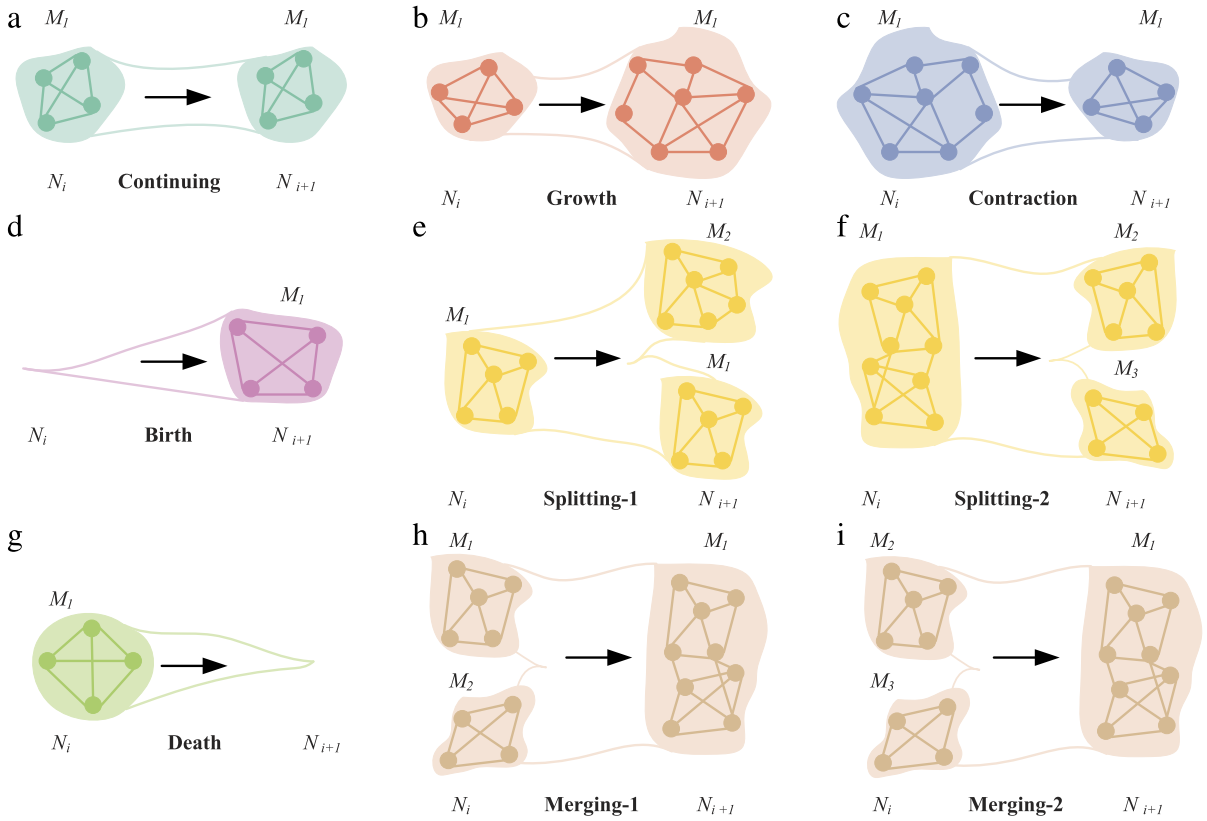 a
M1
M1
Ni
Continuing
N i+1
b
M1
M1
Ni
Growth
N i+1
c
M1
M1
Ni
Contraction
N i+1
d
M1
Ni
Birth
N i+1
e
M2
M1
M1
Ni
Splitting-1
N i+1
f
M1
M2
M3
Ni
Splitting-2
N i+1
g
M1
Ni
Death
N i+1
h
M1
M1
M2
Ni
Merging-1
Ni+1
i
M2
M1
M3
Ni
Merging-2
N i+1